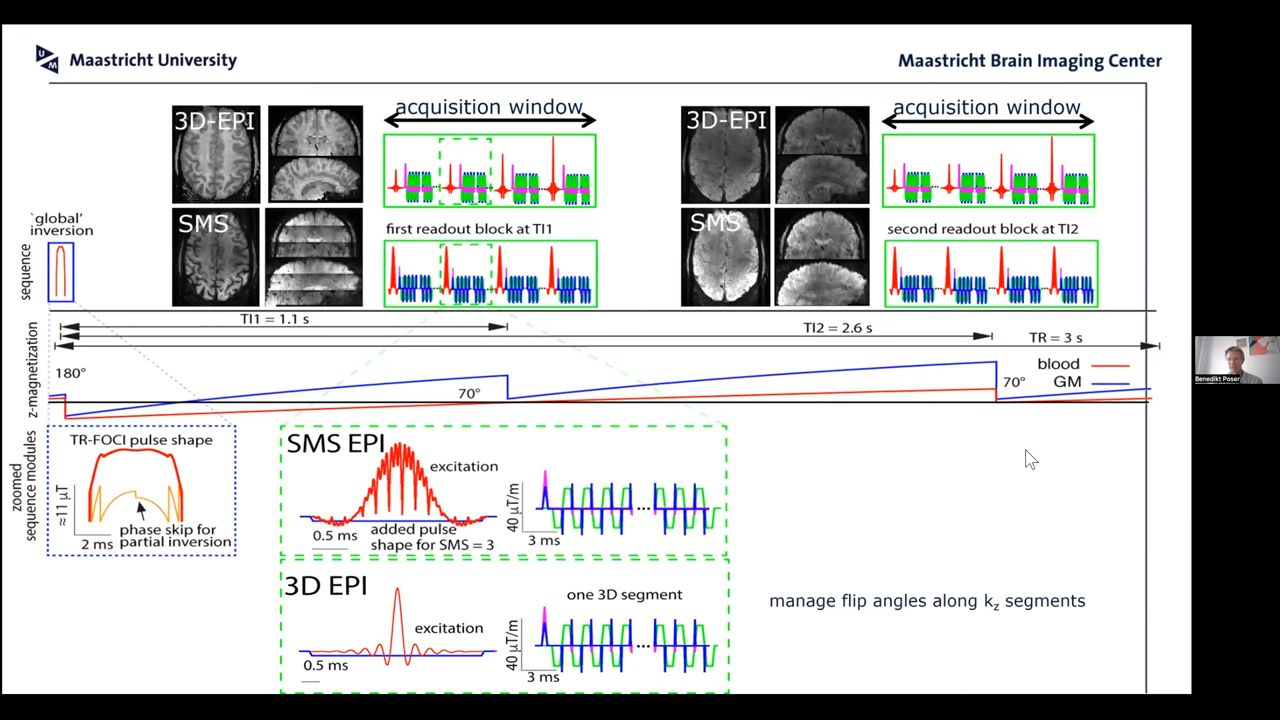 Maastricht University
Maastricht Brain Imaging Center
3D-EPI
acquisition window
3D-EPI
acquisition window
SMS
first readout block at TI1
SMS
second readout block at TI2
`global’
inversion
sequence
TI1 = 1.1 s
TI2 = 2.6 s
TR = 3 s
z-magnetization
180°
70°
70°
blood
GM
zoomed
sequence modules
TR-FOCI pulse shape
≈11 μT
2 ms
phase skip for
partial inversion
SMS EPI
excitation
0.5 ms
added pulse
shape for SMS = 3
40 μT/m
3 ms
3D EPI
excitation
0.5 ms
one 3D segment
40 μT/m
3 ms
manage flip angles along kz segments
Benedikt Poser